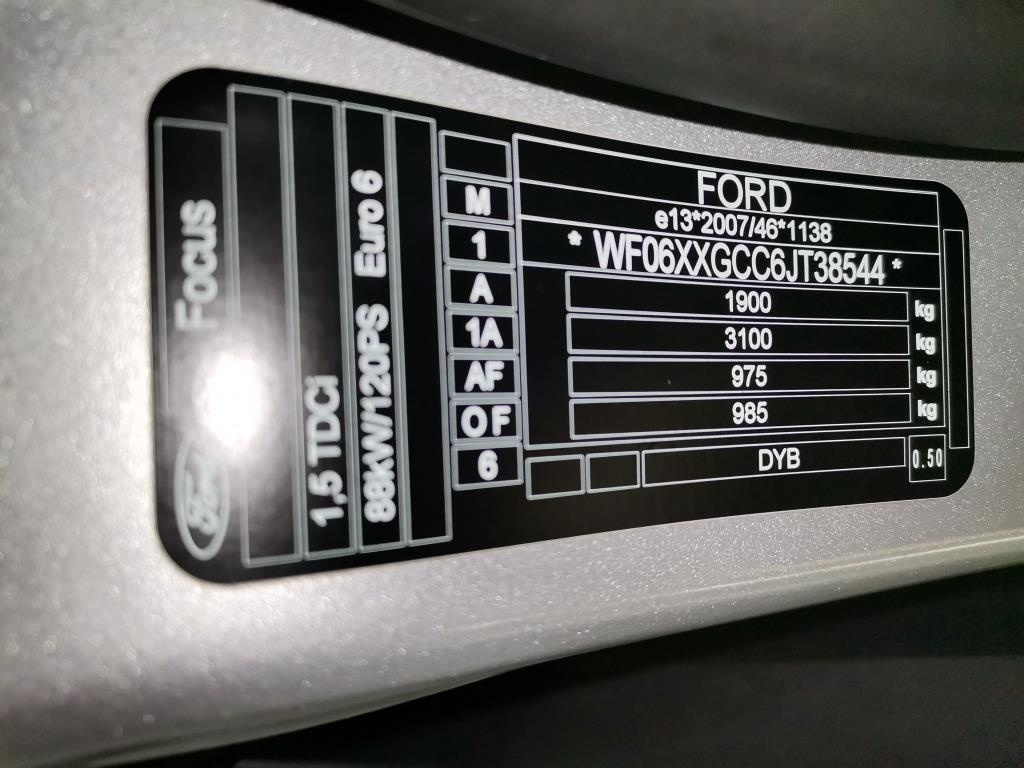 Ford Focus
1,5 TDCi
88kW/120PS Euro 6
M
1
A
1A
AF
OF
6
FORD
e13*2007/46*1138
* WF06XXGCC6JT38544 *
1900 kg
3100 kg
975 kg
985 kg
DYB 0.50